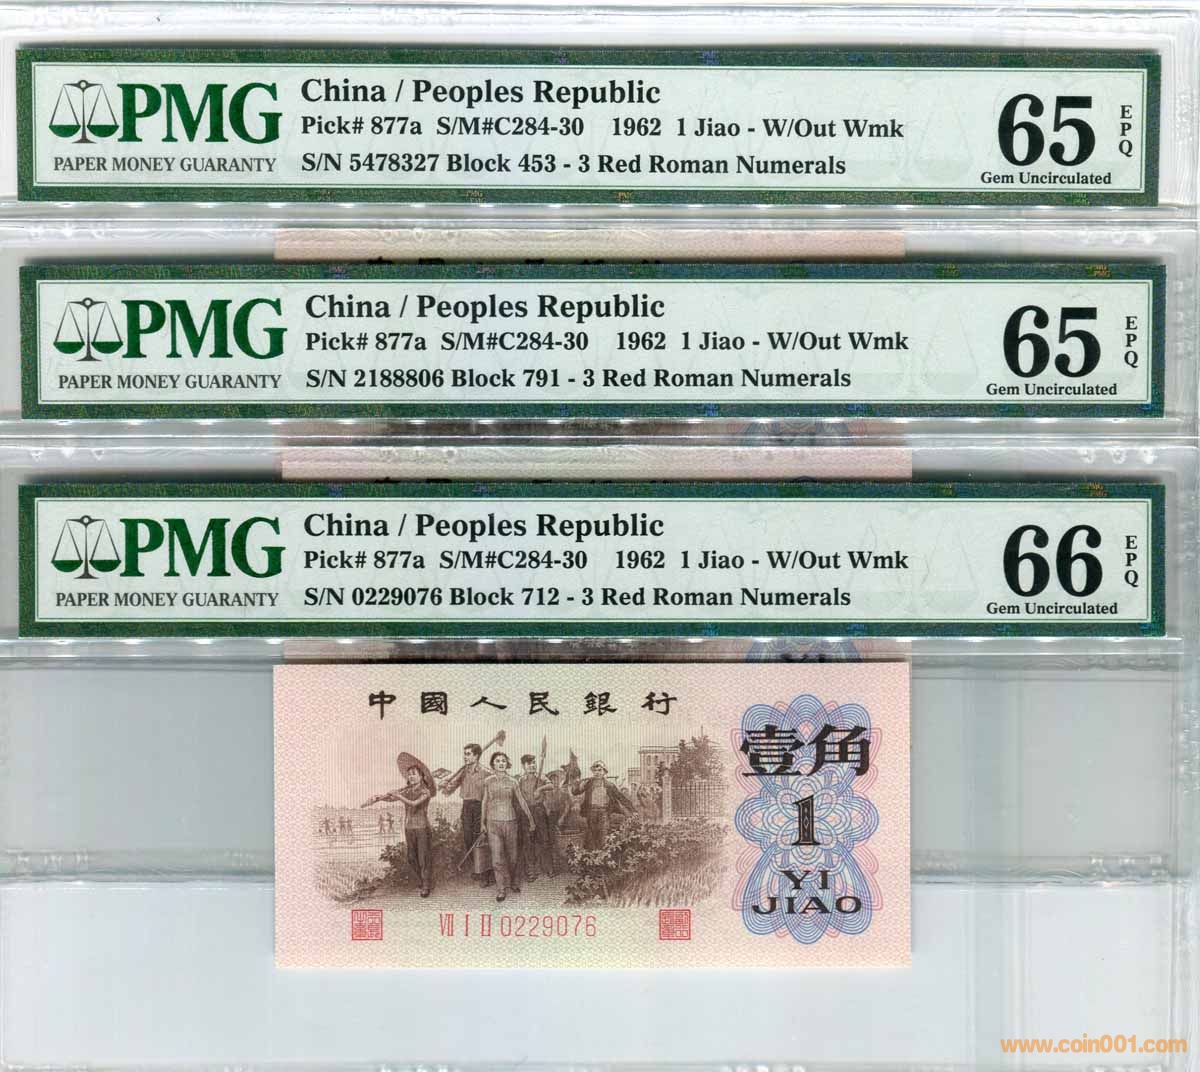 PMG
PAPER MONEY GUARANTY
China / Peoples Republic
Pick# 877a S/M#C284-30 1962 1 Jiao - W/Out Wmk
S/N 5478327 Block 453 - 3 Red Roman Numerals
65
EPQ
Gem Uncirculated
PMG
PAPER MONEY GUARANTY
China / Peoples Republic
Pick# 877a S/M#C284-30 1962 1 Jiao - W/Out Wmk
S/N 2188806 Block 791 - 3 Red Roman Numerals
65
EPQ
Gem Uncirculated
PMG
PAPER MONEY GUARANTY
China / Peoples Republic
Pick# 877a S/M#C284-30 1962 1 Jiao - W/Out Wmk
S/N 0229076 Block 712 - 3 Red Roman Numerals
66
EPQ
Gem Uncirculated
中國人民銀行
壹角
1
YI
JIAO
VII I II 0229076
www.coin001.com